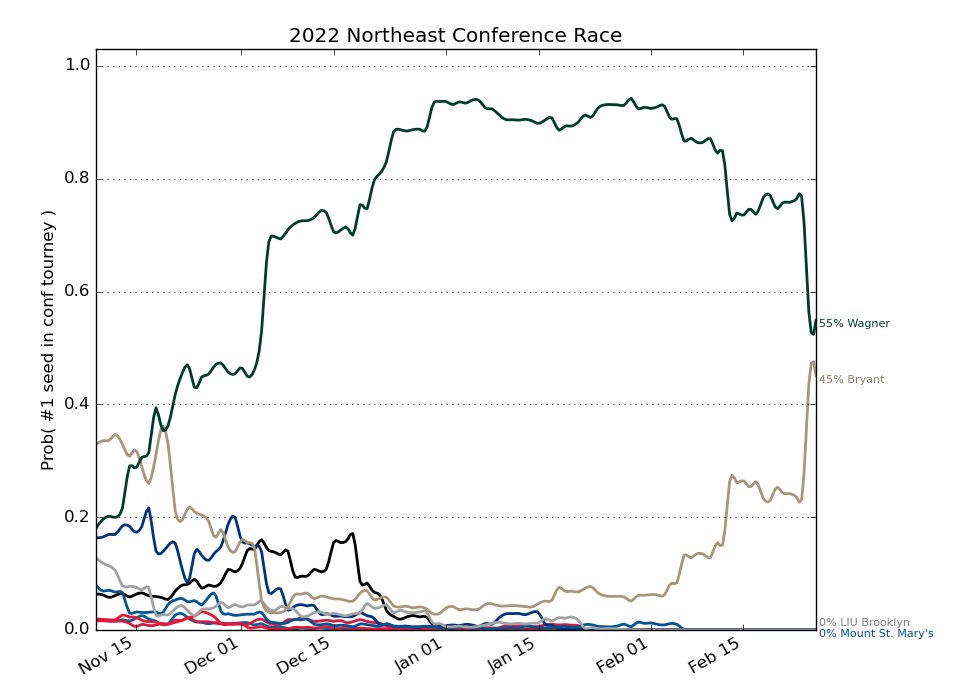 2022 Northeast Conference Race
Prob( #1 seed in conf tourney )
1.0
0.8
0.6
0.4
0.2
0.0
Nov 15
Dec 01
Dec 15
Jan 01
Jan 15
Feb 01
Feb 15
55% Wagner
45% Bryant
0% LIU Brooklyn
0% Mount St. Mary's